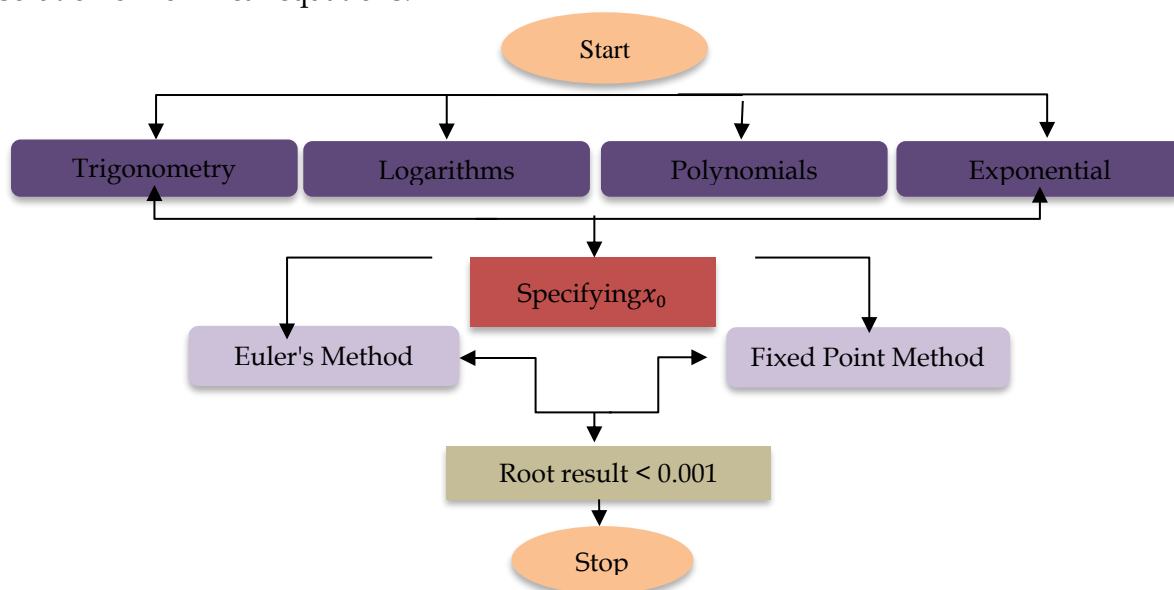 Start
Trigonometry
Logarithms
Polynomials
Exponential
Specifying𝑥₀
Euler's Method
Fixed Point Method
Root result < 0.001
Stop